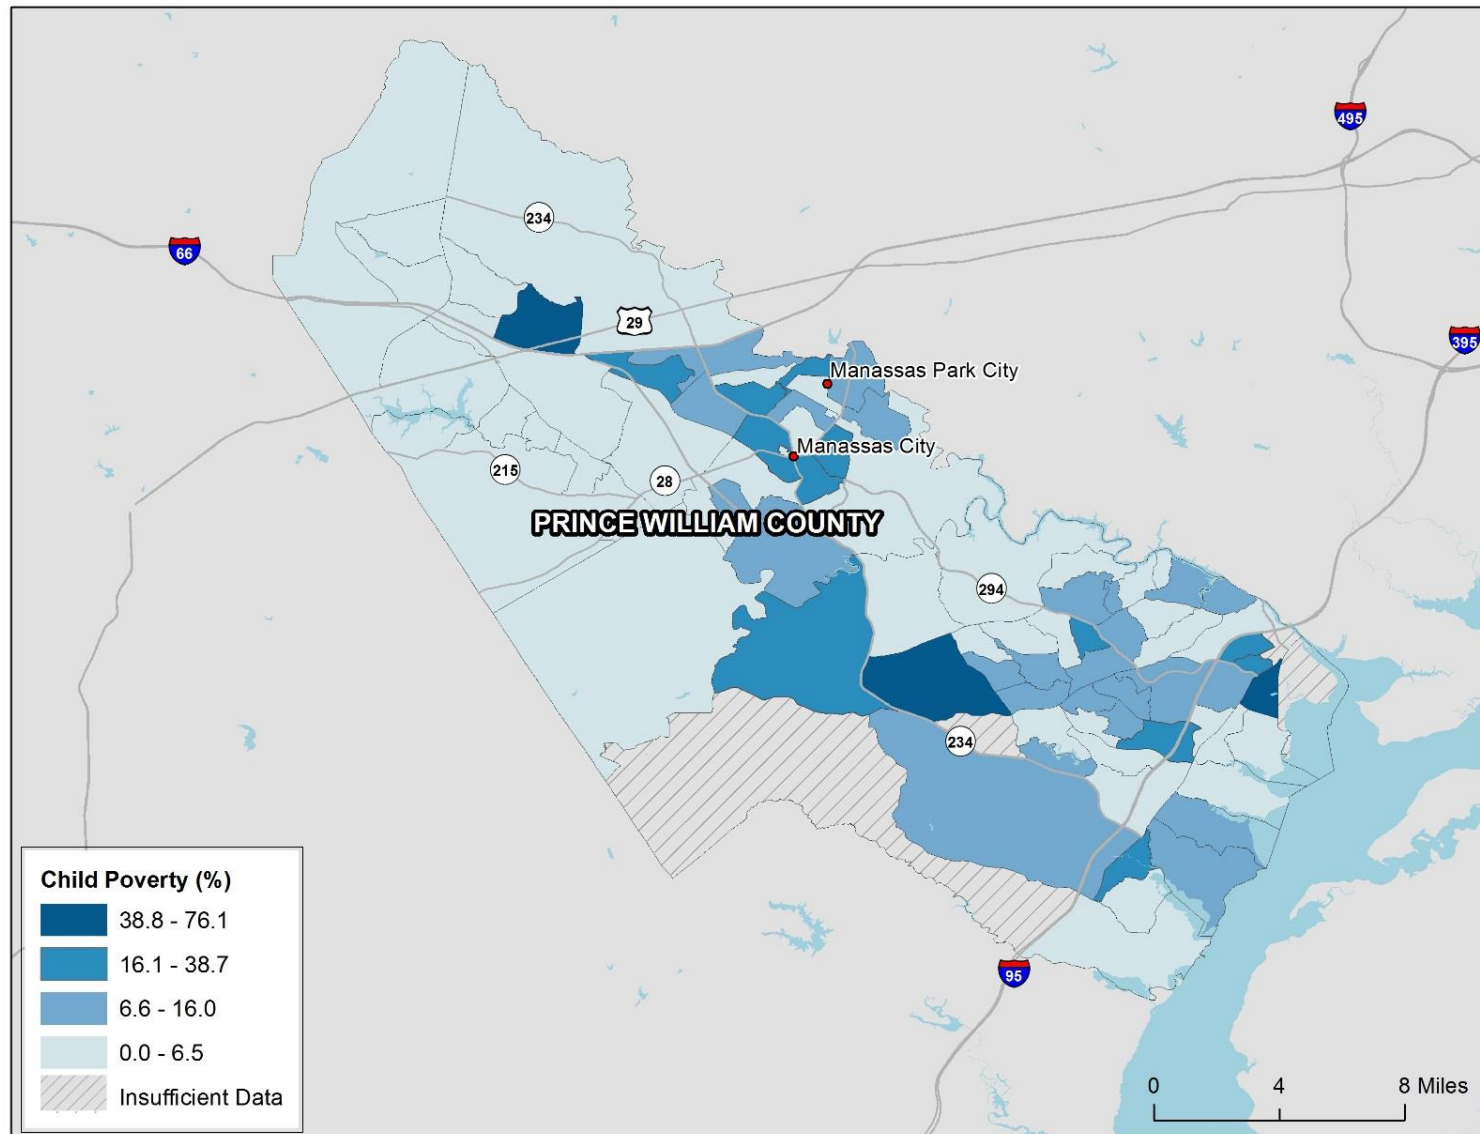 495
234
66
29
395
Manassas Park City
Manassas City
215
28
PRINCE WILLIAM COUNTY
294
234
Child Poverty (%)
38.8 - 76.1
16.1 - 38.7
6.6 - 16.0
0.0 - 6.5
Insufficient Data
95
0 4 8 Miles